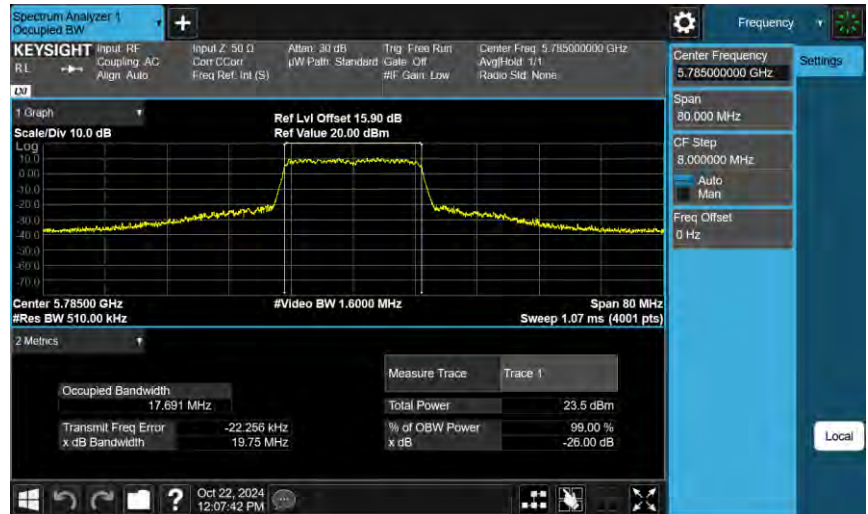 Spectrum Analyzer 1
Occupied BW
+
Frequency
KEYSIGHT
RL
LXI
Input: RF
Coupling: AC
Align: Auto
Input Z: 50 Ω
Corr CCorr
Freq Ref: Int (S)
Atten: 30 dB
µW Path: Standard
Trig: Free Run
Gate: Off
#IF Gain: Low
Center Freq: 5.785000000 GHz
Avg|Hold: 1/1
Radio Std: None
Center Frequency
5.785000000 GHz
Settings
Span
80.000 MHz
CF Step
8.000000 MHz
Auto
Man
Freq Offset
0 Hz
1 Graph
Scale/Div 10.0 dB
Ref Lvl Offset 15.90 dB
Ref Value 20.00 dBm
Log
10.0
0.00
-10.0
-20.0
-30.0
-40.0
-50.0
-60.0
-70.0
Center 5.78500 GHz
#Video BW 1.6000 MHz
Span 80 MHz
#Res BW 510.00 kHz
Sweep 1.07 ms (4001 pts)
2 Metrics
Measure Trace Trace 1
Occupied Bandwidth
17.691 MHz
Total Power 23.5 dBm
Transmit Freq Error -22.256 kHz
% of OBW Power 99.00 %
x dB Bandwidth 19.75 MHz
x dB -26.00 dB
Local
?
Oct 22, 2024
12:07:42 PM